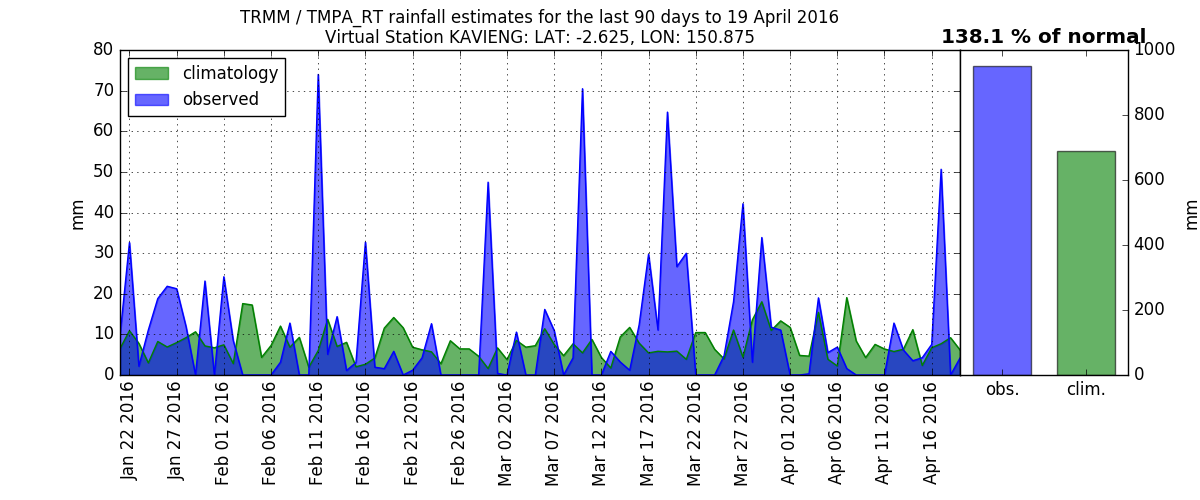 TRMM / TMPA_RT rainfall estimates for the last 90 days to 19 April 2016
Virtual Station KAVIENG: LAT: -2.625, LON: 150.875
138.1 % of normal
climatology
observed
80
70
60
50
40
30
20
10
0
mm
1000
800
600
400
200
0
mm
obs.
clim.
Jan 22 2016
Jan 27 2016
Feb 01 2016
Feb 06 2016
Feb 11 2016
Feb 16 2016
Feb 21 2016
Feb 26 2016
Mar 02 2016
Mar 07 2016
Mar 12 2016
Mar 17 2016
Mar 22 2016
Mar 27 2016
Apr 01 2016
Apr 06 2016
Apr 11 2016
Apr 16 2016